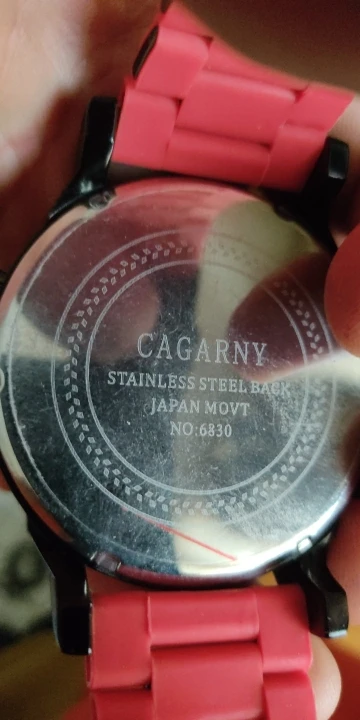 CAGARNY
STAINLESS STEEL BACK
JAPAN MOVT
NO:6830